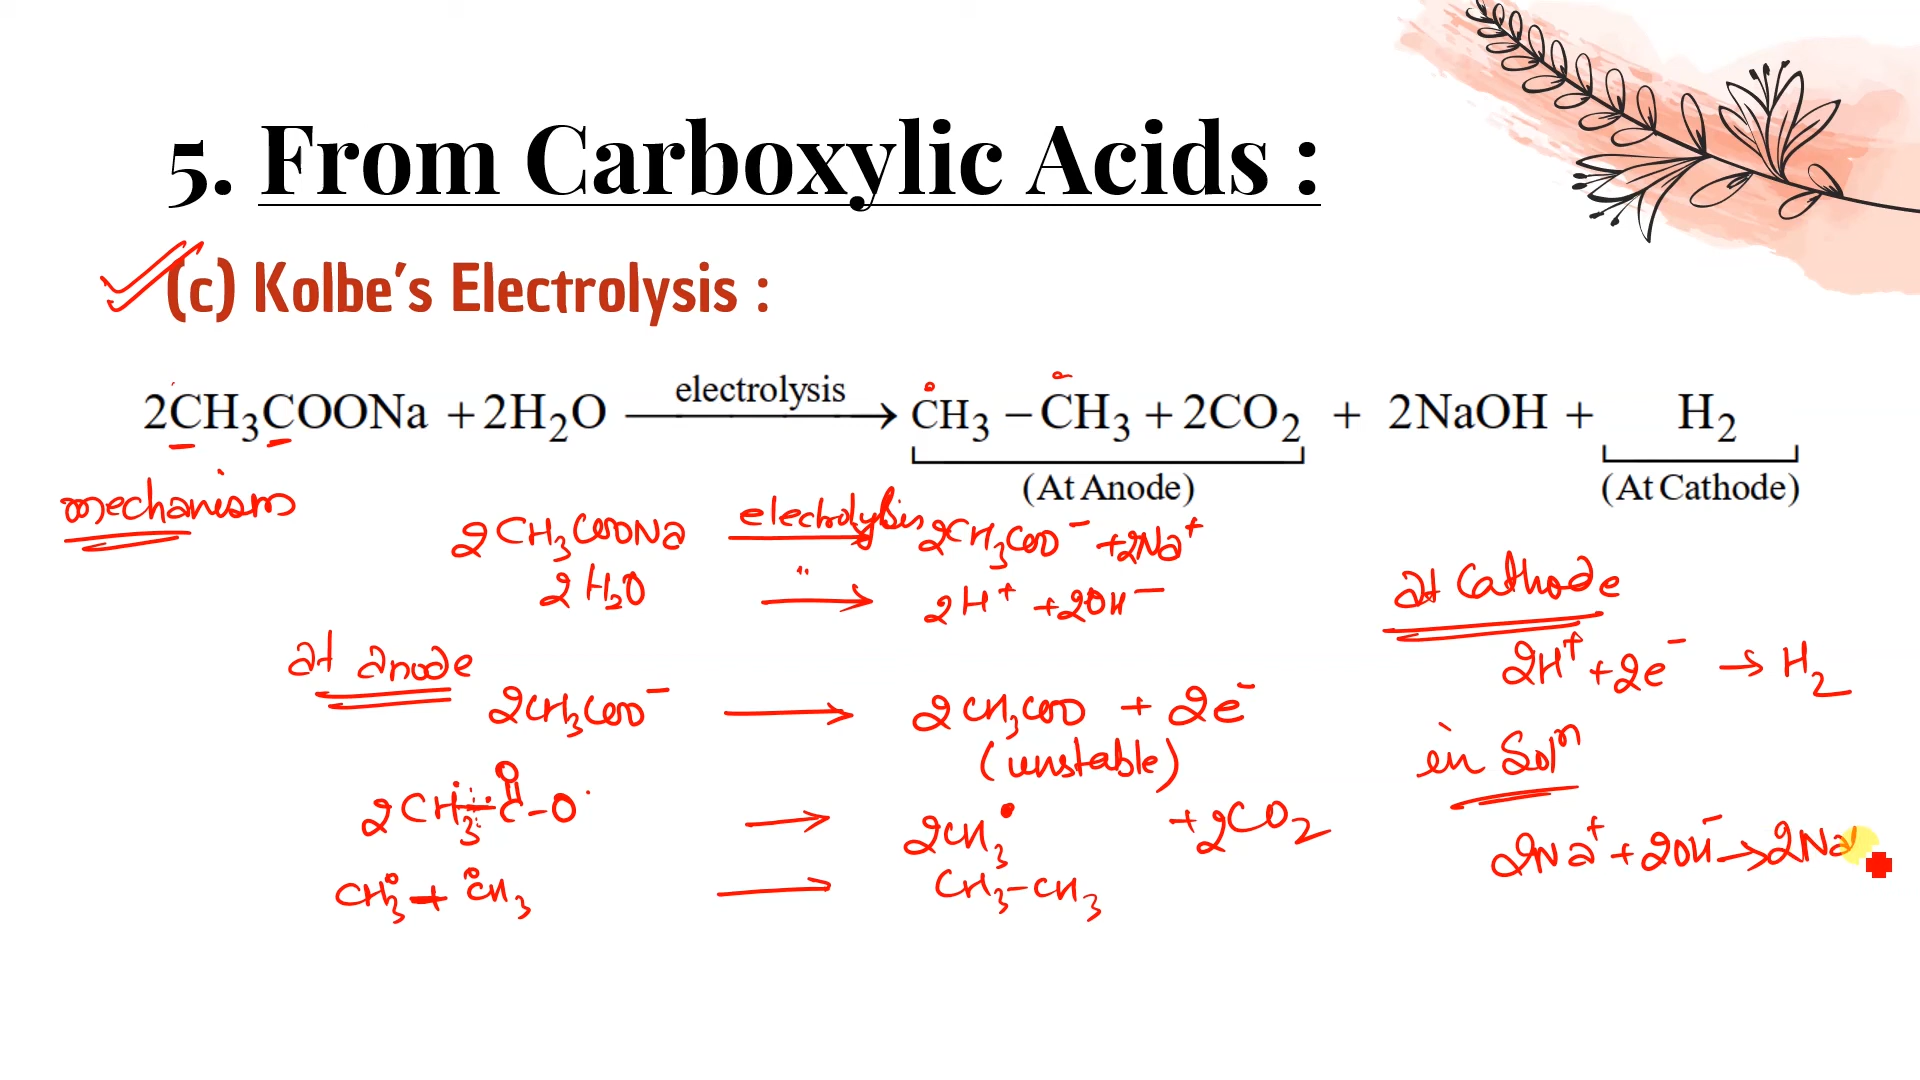 5. From Carboxylic Acids :
(c) Kolbe's Electrolysis :
2CH₃COONa + 2H₂O —electrolysis→ CH₃ – CH₃ + 2CO₂ + 2NaOH + H₂
(At Anode) (At Cathode)
mechanism
2CH₃COONa —electrolysis→ 2CH₃COO⁻ + 2Na⁺
2H₂O —"→ 2H⁺ + 2OH⁻
at anode
2CH₃COO⁻ → 2CH₃COO + 2e⁻
(unstable)
2CH₃–C(=O)–O· → 2CH₃• + 2CO₂
CH₃• + •CH₃ → CH₃–CH₃
at Cathode
2H⁺ + 2e⁻ → H₂
in Solⁿ
2Na⁺ + 2OH⁻ → 2Na